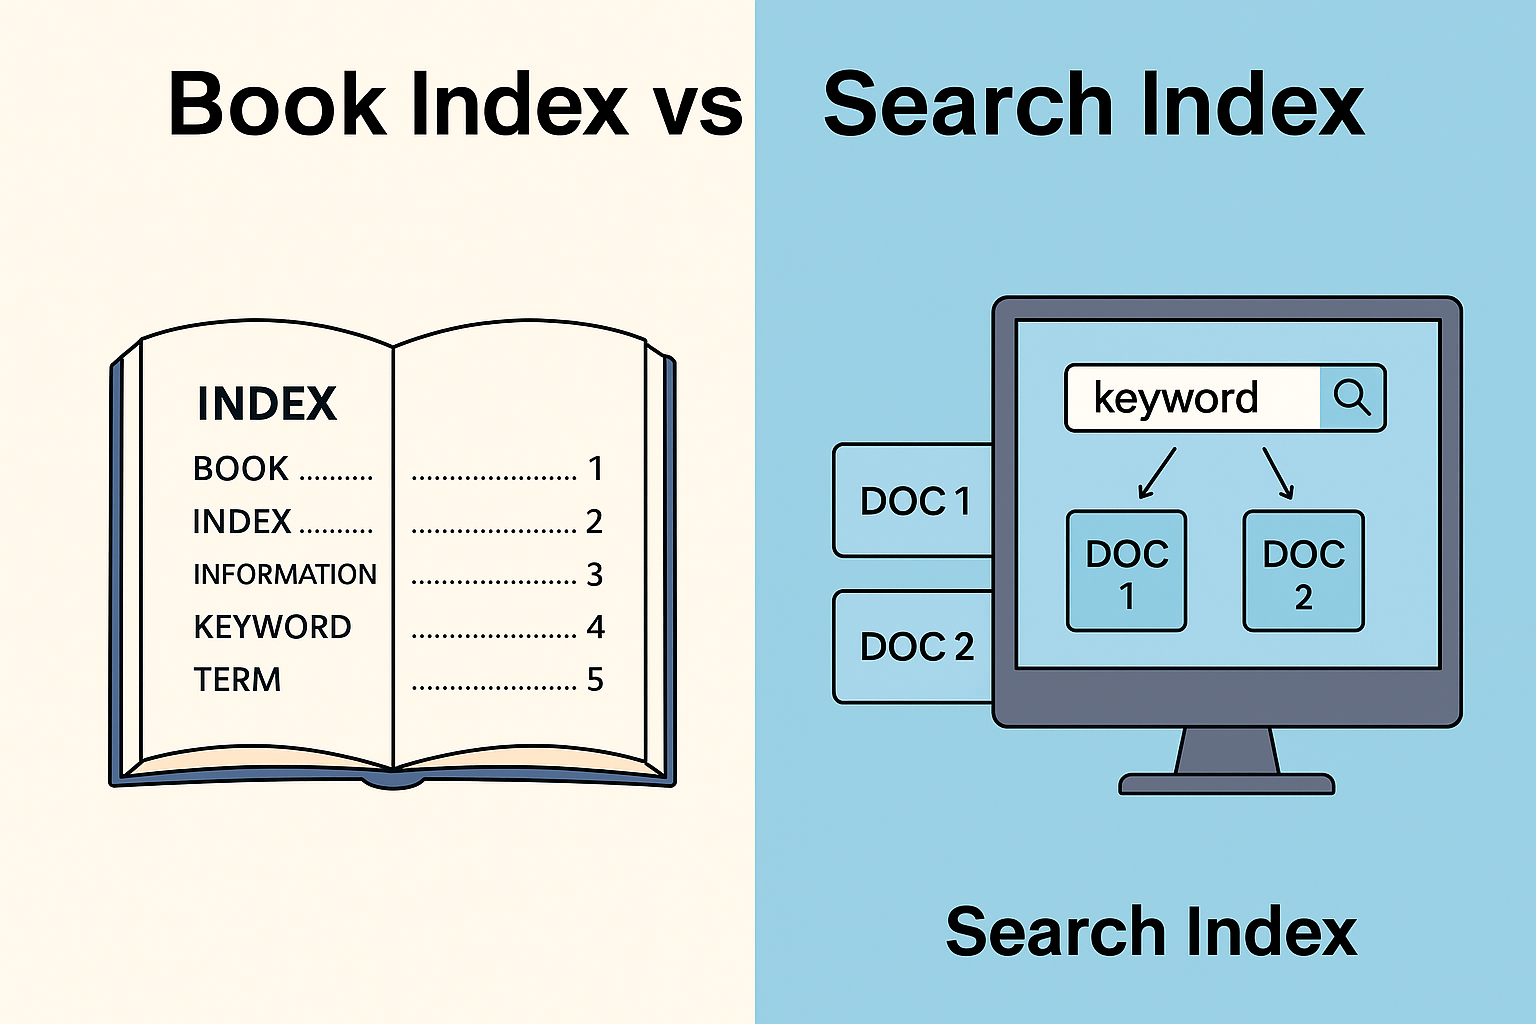 Book Index vs Search Index
INDEX
BOOK .......... ...................... 1
INDEX .......... ...................... 2
INFORMATION ...................... 3
KEYWORD ...................... 4
TERM ...................... 5
keyword
DOC 1
DOC 2
DOC
1
DOC
2
Search Index